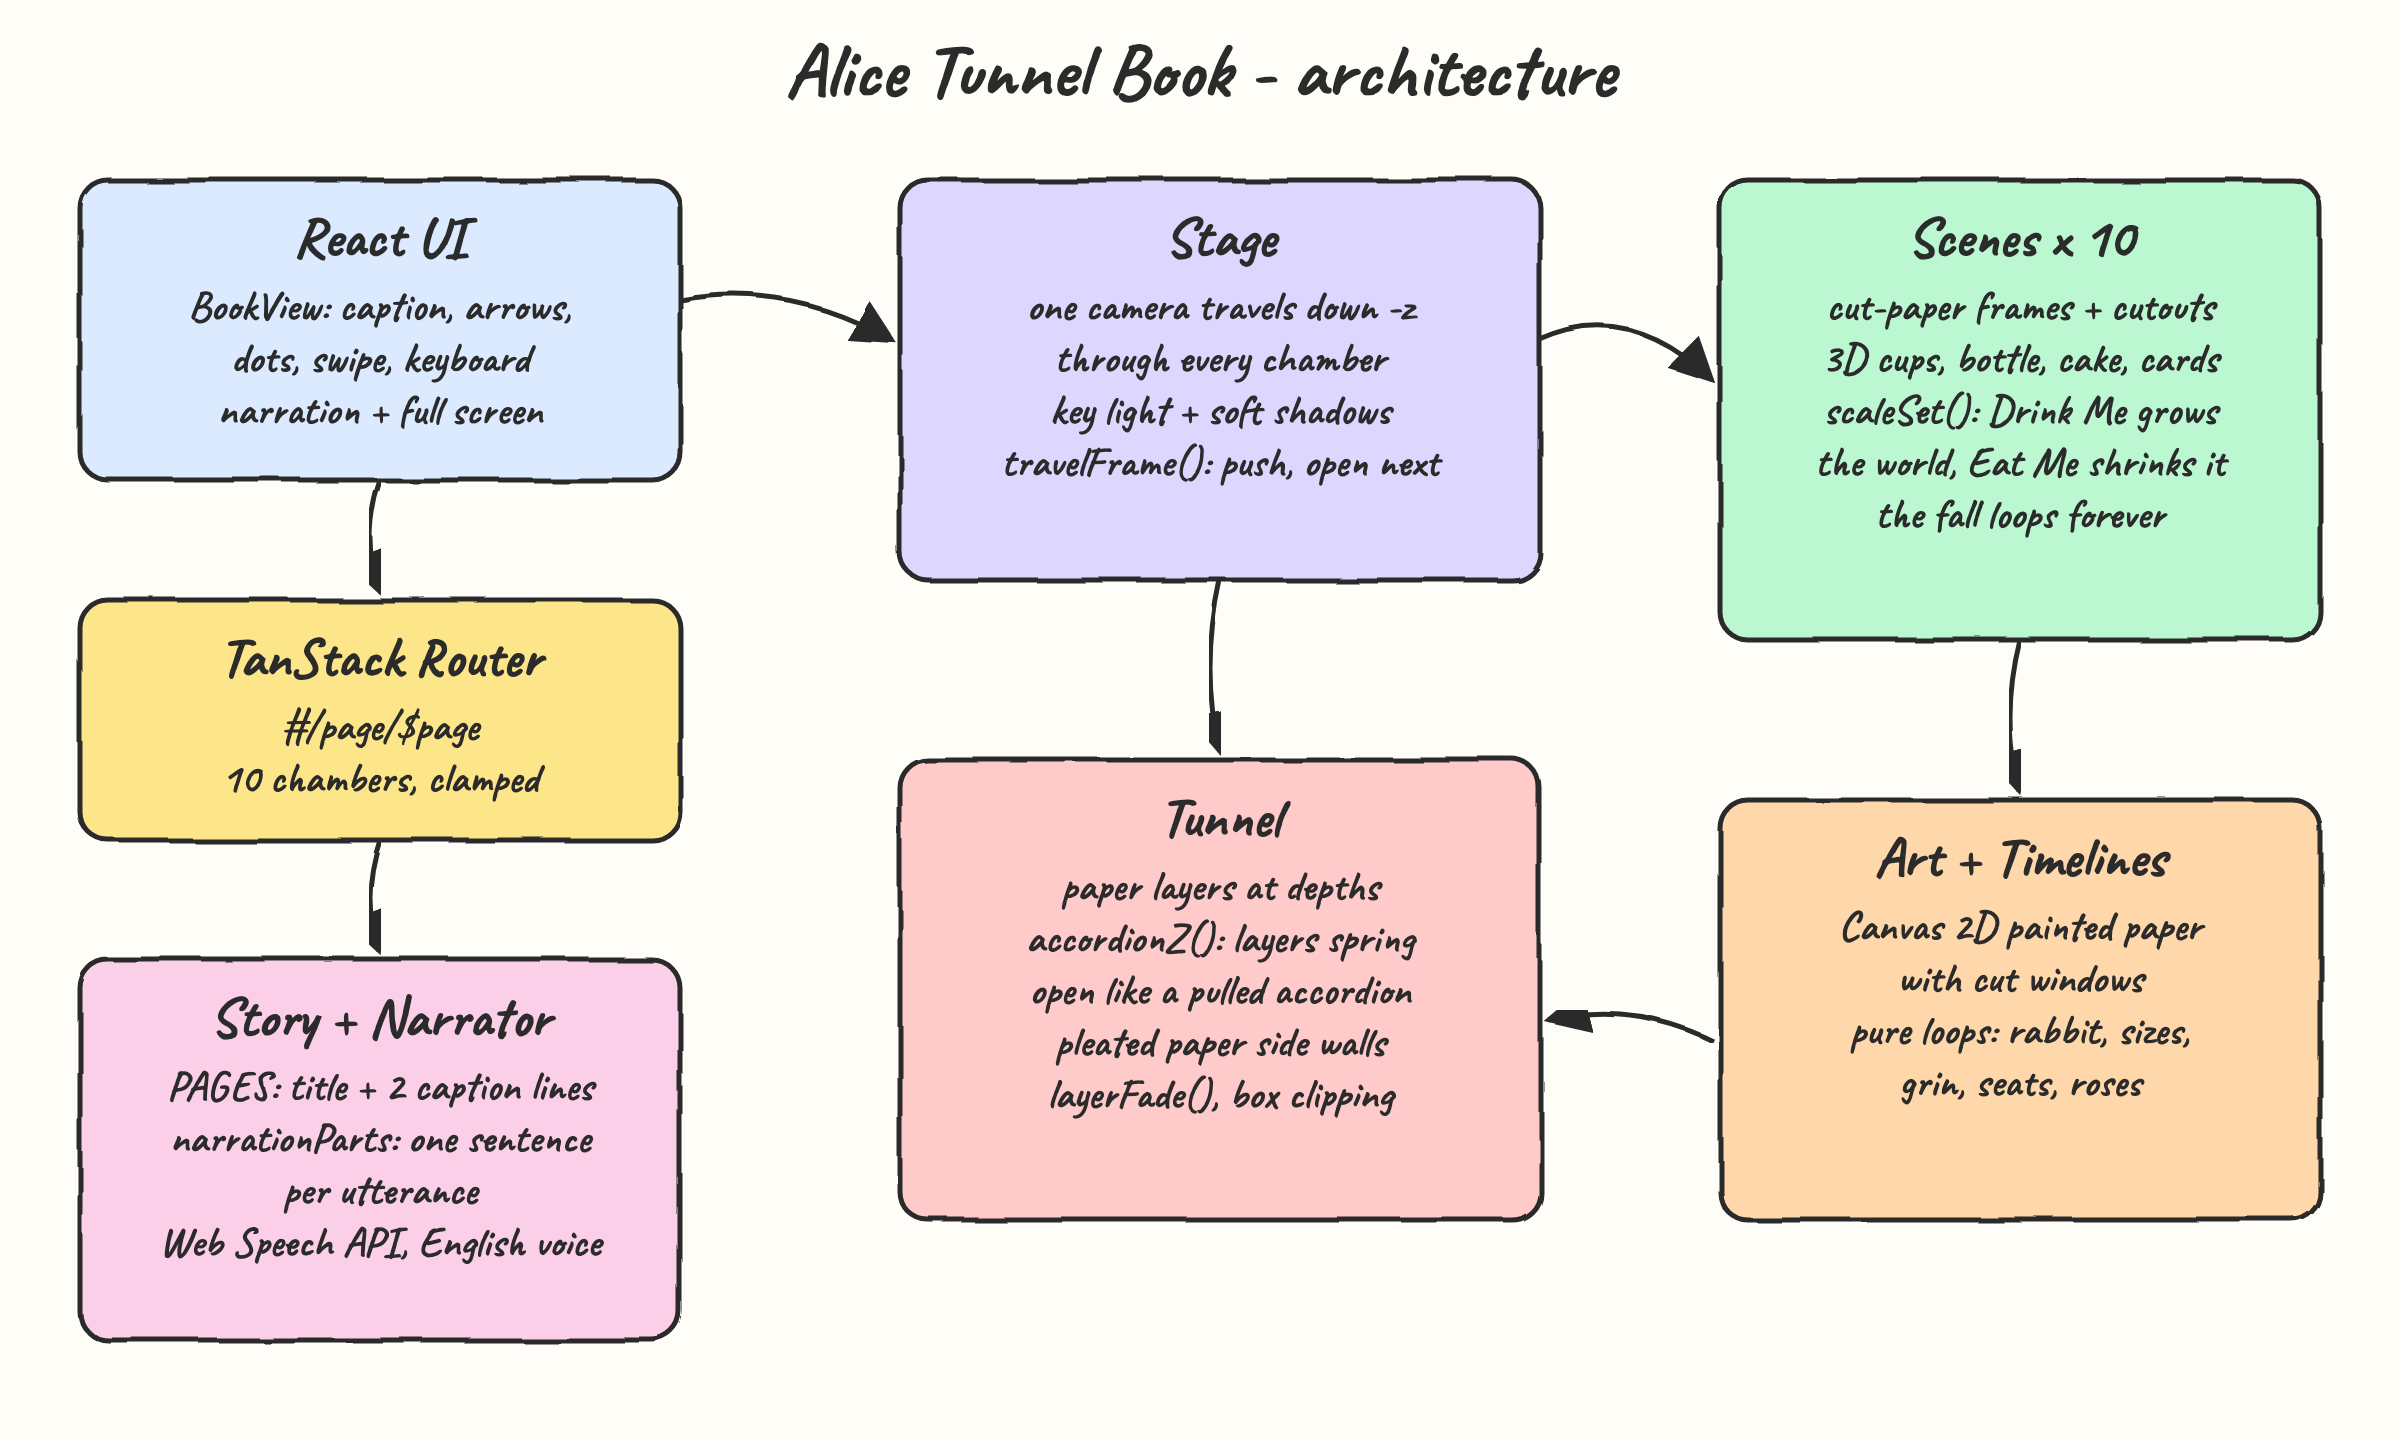 Alice Tunnel Book - architecture
React UI
BookView: caption, arrows,
dots, swipe, keyboard
narration + full screen
Stage
one camera travels down -z
through every chamber
key light + soft shadows
travelFrame(): push, open next
Scenes x 10
cut-paper frames + cutouts
3D cups, bottle, cake, cards
scaleSet(): Drink Me grows
the world, Eat Me shrinks it
the fall loops forever
TanStack Router
#/page/$page
10 chambers, clamped
Tunnel
paper layers at depths
accordionZ(): layers spring
open like a pulled accordion
pleated paper side walls
layerFade(), box clipping
Art + Timelines
Canvas 2D painted paper
with cut windows
pure loops: rabbit, sizes,
grin, seats, roses
Story + Narrator
PAGES: title + 2 caption lines
narrationParts: one sentence
per utterance
Web Speech API, English voice